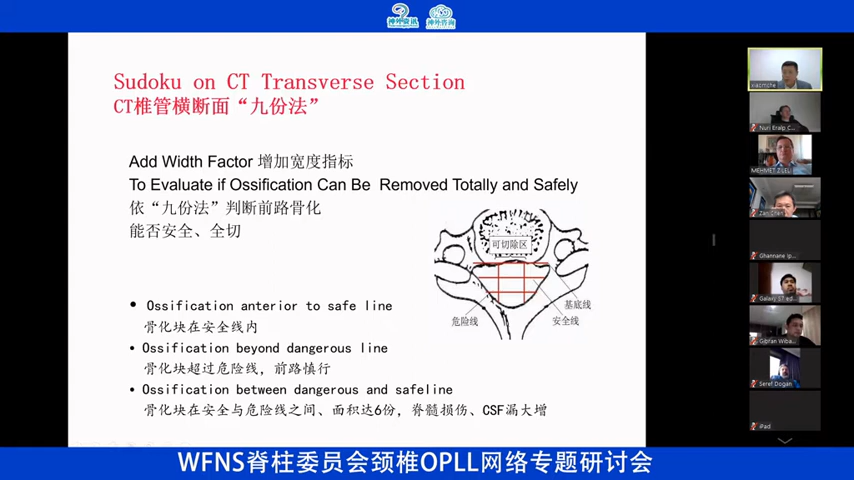 神外资讯
神外咨询
Sudoku on CT Transverse Section
CT椎管横断面“九份法”
Add Width Factor 增加宽度指标
To Evaluate if Ossification Can Be Removed Totally and Safely
依“九份法”判断前路骨化
能否安全、全切
可切除区
基底线
危险线
安全线
• Ossification anterior to safe line
骨化块在安全线内
• Ossification beyond dangerous line
骨化块超过危险线，前路慎行
• Ossification between dangerous and safeline
骨化块在安全与危险线之间、面积达6份，脊髓损伤、CSF漏大增
Nuri Eralp C...
MEHMET ZILELI
Zan Chen
Ghannane Ip...
Galaxy S7 ed...
Gibran Wiba...
Seref Dogan
iPad
WFNS脊柱委员会颈椎OPLL网络专题研讨会